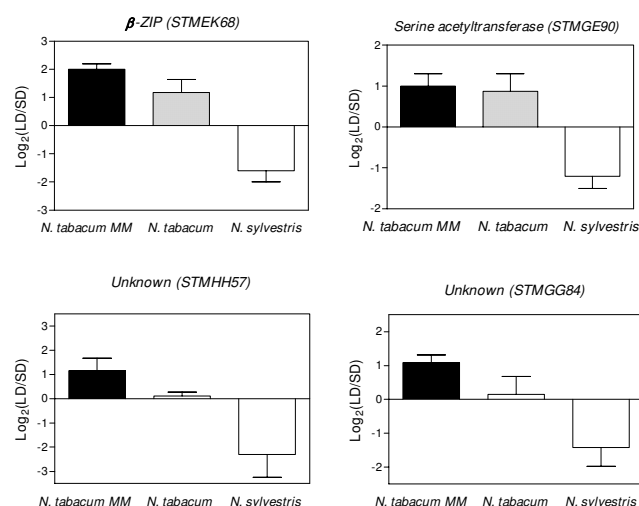 β-ZIP (STMEK68)
3
2
1
0
-1
-2
-3
Log2(LD/SD)
N. tabacum MM N. tabacum N. sylvestris
Serine acetyltransferase (STMGE90)
1
0
-1
-2
Log2(LD/SD)
N. tabacum MM N. tabacum N. sylvestris
Unknown (STMHH57)
3
2
1
0
-1
-2
-3
Log2(LD/SD)
N. tabacum MM N. tabacum N. sylvestris
Unknown (STMGG84)
2
1
0
-1
-2
Log2(LD/SD)
N. tabacum MM N. tabacum N. sylvestris